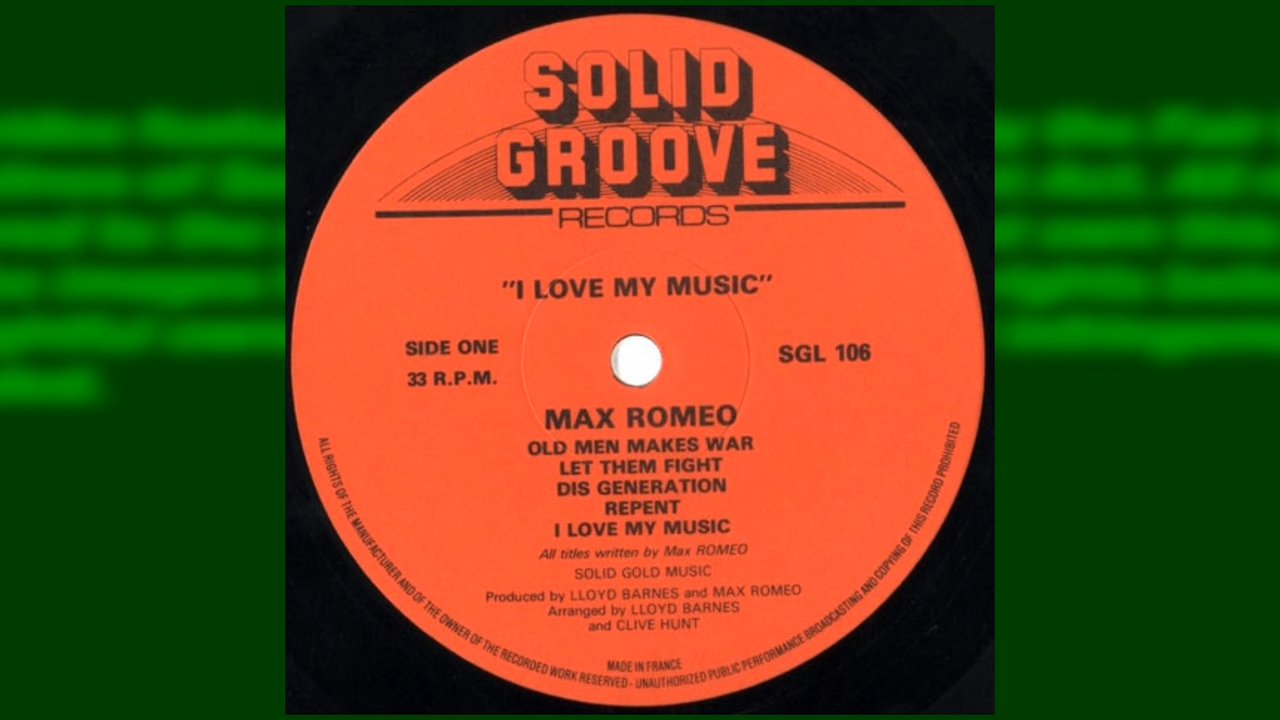 SOLID
GROOVE
RECORDS
"I LOVE MY MUSIC"
SIDE ONE
33 R.P.M.
SGL 106
MAX ROMEO
OLD MEN MAKES WAR
LET THEM FIGHT
DIS GENERATION
REPENT
I LOVE MY MUSIC
All titles written by Max ROMEO
SOLID GOLD MUSIC
Produced by LLOYD BARNES and MAX ROMEO
Arranged by LLOYD BARNES
and CLIVE HUNT
MADE IN FRANCE
ALL RIGHTS OF THE MANUFACTURER AND OF THE OWNER OF THE RECORDED WORK RESERVED - UNAUTHORIZED PUBLIC PERFORMANCE BROADCASTING AND COPYING OF THIS RECORD PROHIBITED